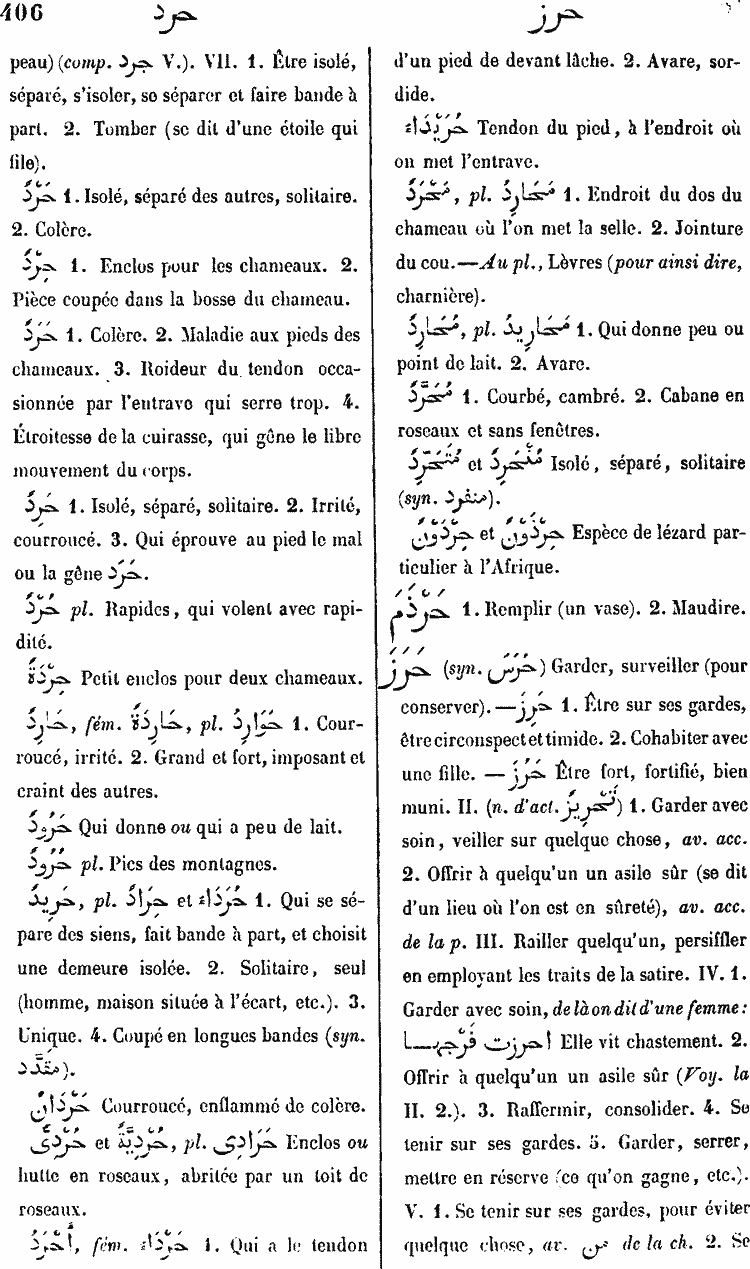 406
حرد
حرز
peau) (comp. جرد V.). VII. 1. Être isolé,
séparé, s'isoler, se séparer et faire bande à
part. 2. Tomber (se dit d'une étoile qui
file).
حَرْدٌ 1. Isolé, séparé des autres, solitaire.
2. Colère.
حِرْدٌ 1. Enclos pour les chameaux. 2.
Pièce coupée dans la bosse du chameau.
حَرَدٌ 1. Colère. 2. Maladie aux pieds des
chameaux. 3. Roideur du tendon occa-
sionnée par l'entrave qui serre trop. 4.
Étroitesse de la cuirasse, qui gêne le libre
mouvement du corps.
حَرِدٌ 1. Isolé, séparé, solitaire. 2. Irrité,
courroucé. 3. Qui éprouve au pied le mal
ou la gêne حَرَد.
حُرْدٌ pl. Rapides, qui volent avec rapi-
dité.
حِرْدَةٌ Petit enclos pour deux chameaux.
حَارِدٌ, fém. حَارِدَةٌ, pl. حَوَارِدُ 1. Cour-
roucé, irrité. 2. Grand et fort, imposant et
craint des autres.
حَرُودٌ Qui donne ou qui a peu de lait.
حُرُودٌ pl. Pics des montagnes.
حَرِيدٌ, pl. حِرَادٌ et حُرَدَاءُ 1. Qui se sé-
pare des siens, fait bande à part, et choisit
une demeure isolée. 2. Solitaire, seul
(homme, maison située à l'écart, etc.). 3.
Unique. 4. Coupé en longues bandes (syn.
مقدَّد).
حَرْدَانُ Courroucé, enflammé de colère.
حُرْدِىٌّ et حُرْدِيَّةٌ, pl. حَرَادِى Enclos ou
hutte en roseaux, abritée par un toit de
roseaux.
أَحْرَدُ, fém. حَرْدَاءُ 1. Qui a le tendon
d'un pied de devant lâche. 2. Avare, sor-
dide.
حِرْبَدَاءُ Tendon du pied, à l'endroit où
on met l'entrave.
مَحْرَدٌ, pl. مَحَارِدُ 1. Endroit du dos du
chameau où l'on met la selle. 2. Jointure
du cou.—Au pl., Lèvres (pour ainsi dire,
charnière).
مُحَارِدٌ, pl. مَحَارِيدُ 1. Qui donne peu ou
point de lait. 2. Avare.
مُحَرَّدٌ 1. Courbé, cambré. 2. Cabane en
roseaux et sans fenêtres.
مُتَحَرِّدٌ et مُنْحَرِدٌ Isolé, séparé, solitaire
(syn. منفرد).
حِرْدَوْنٌ et حِرْذَوْنٌ Espèce de lézard par-
ticulier à l'Afrique.
حَرْدَمَ 1. Remplir (un vase). 2. Maudire.
حَرَزَ (syn. حَرَسَ) Garder, surveiller (pour
conserver).—حَرِزَ 1. Être sur ses gardes,
être circonspect et timide. 2. Cohabiter avec
une fille. — حَرُزَ Être fort, fortifié, bien
muni. II. (n. d'act. تَحْرِيزٌ) 1. Garder avec
soin, veiller sur quelque chose, av. acc.
2. Offrir à quelqu'un un asile sûr (se dit
d'un lieu où l'on est en sûreté), av. acc.
de la p. III. Railler quelqu'un, persiffler
en employant les traits de la satire. IV. 1.
Garder avec soin, de là on dit d'une femme:
احرزت فَرْجَهـــا Elle vit chastement. 2.
Offrir à quelqu'un un asile sûr (Voy. la
II. 2.). 3. Raffermir, consolider. 4. Se
tenir sur ses gardes. 5. Garder, serrer,
mettre en réserve (ce qu'on gagne, etc.).
V. 1. Se tenir sur ses gardes, pour éviter
quelque chose, av. من de la ch. 2. Se